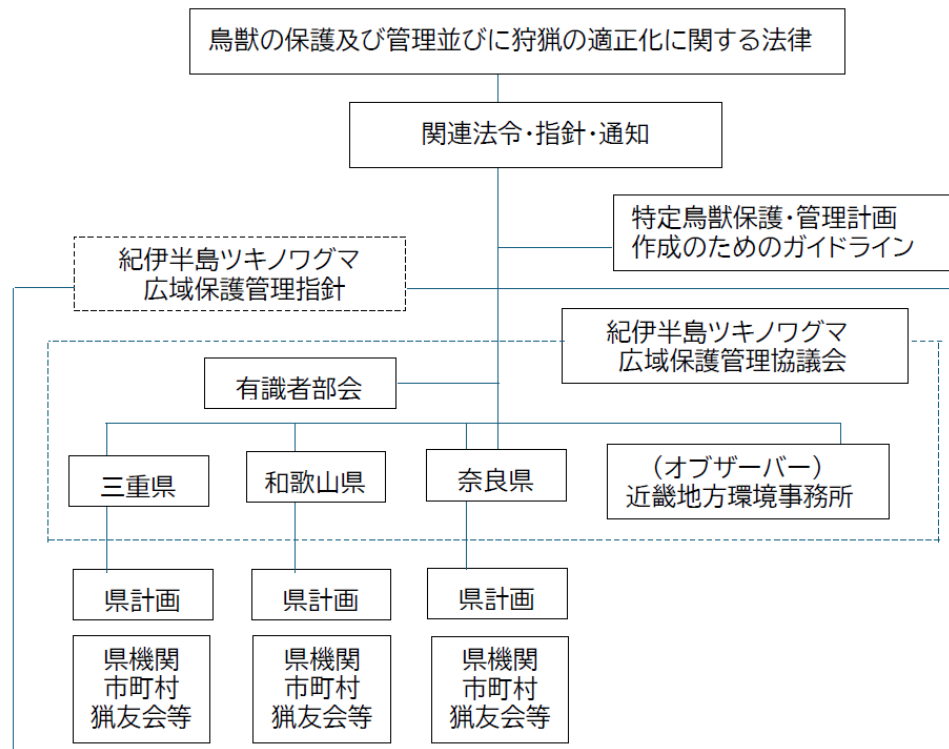 鳥獣の保護及び管理並びに狩猟の適正化に関する法律
関連法令・指針・通知
特定鳥獣保護・管理計画
作成のためのガイドライン
紀伊半島ツキノワグマ
広域保護管理指針
紀伊半島ツキノワグマ
広域保護管理協議会
有識者部会
三重県
和歌山県
奈良県
（オブザーバー）
近畿地方環境事務所
県計画
県計画
県計画
県機関
市町村
猟友会等
県機関
市町村
猟友会等
県機関
市町村
猟友会等